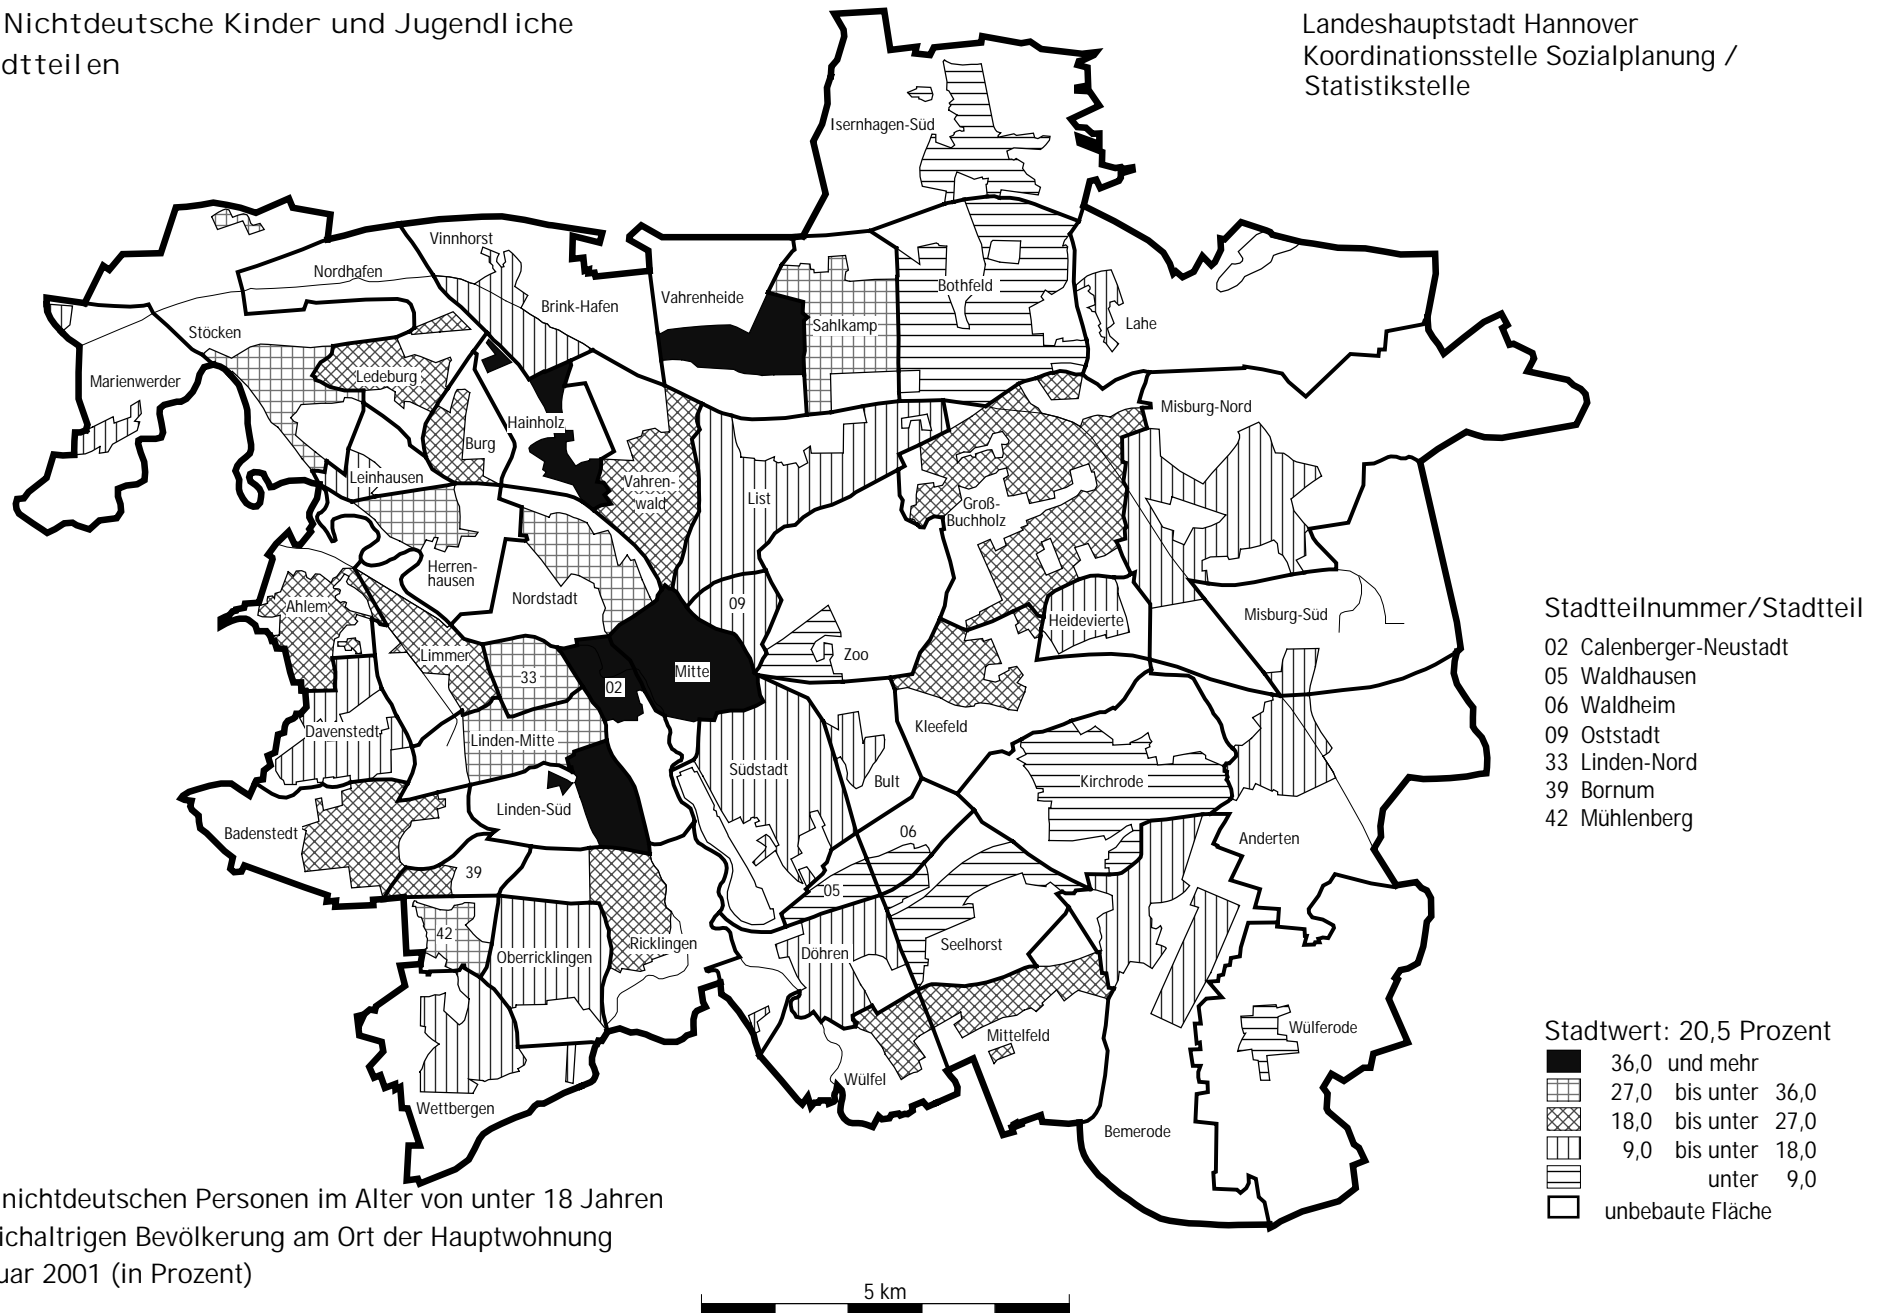 Nichtdeutsche Kinder und Jugendliche
dtteilen
Landeshauptstadt Hannover
Koordinationsstelle Sozialplanung /
Statistikstelle
Isernhagen-Süd
Vinnhorst
Nordhafen
Brink-Hafen
Vahrenheide
Bothfeld
Sahlkamp
Lahe
Stöcken
Marienwerder
Ledeburg
Misburg-Nord
Hainholz
Burg
Leinhausen
Vahren-
wald
List
Groß-
Buchholz
Herren-
hausen
Nordstadt
09
Ahlem
Heidevierte
Misburg-Süd
Limmer
Zoo
33
02
Mitte
Davenstedt
Linden-Mitte
Kleefeld
Südstadt
Bult
Kirchrode
Linden-Süd
Badenstedt
06
Anderten
39
05
42
Oberricklingen
Ricklingen
Döhren
Seelhorst
Mittelfeld
Wülferode
Wülfel
Wettbergen
Bemerode
Stadtteilnummer/Stadtteil
02 Calenberger-Neustadt
05 Waldhausen
06 Waldheim
09 Oststadt
33 Linden-Nord
39 Bornum
42 Mühlenberg
Stadtwert: 20,5 Prozent
36,0 und mehr
27,0 bis unter 36,0
18,0 bis unter 27,0
9,0 bis unter 18,0
unter 9,0
unbebaute Fläche
nichtdeutschen Personen im Alter von unter 18 Jahren
ichaltrigen Bevölkerung am Ort der Hauptwohnung
uar 2001 (in Prozent)
5 km